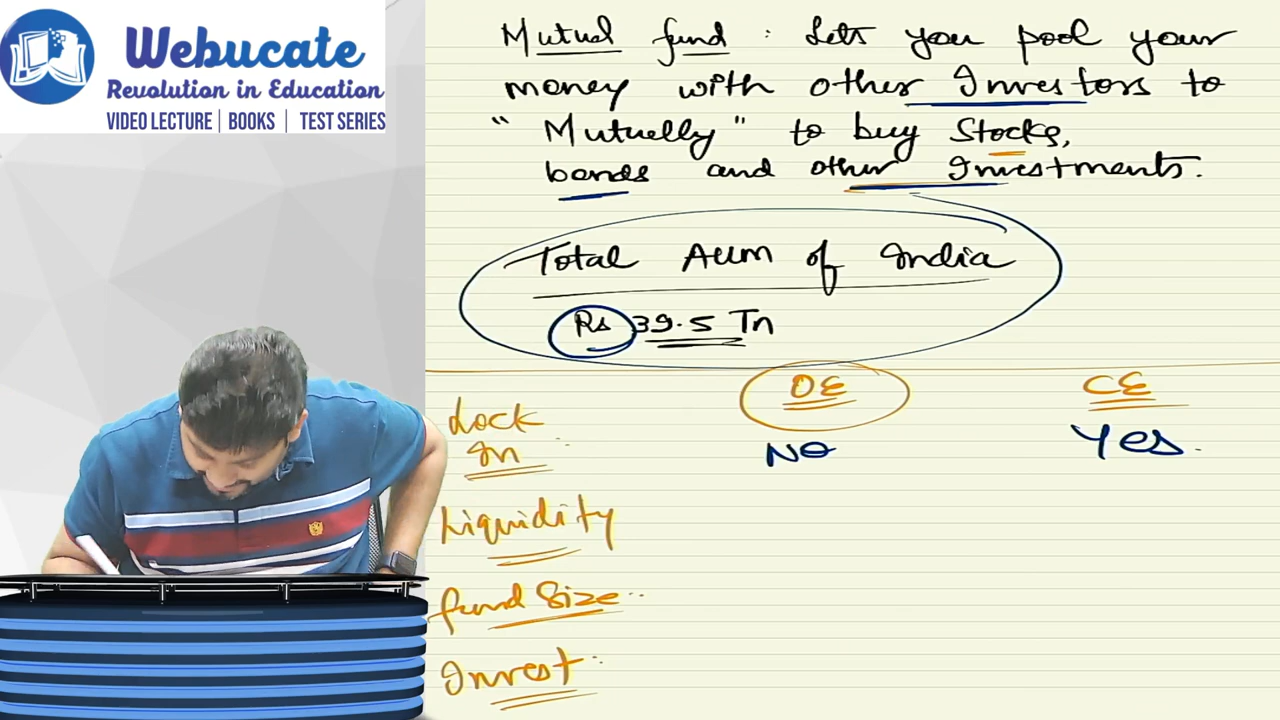 Webucate
Revolution in Education
VIDEO LECTURE | BOOKS | TEST SERIES
Mutual fund : Lets you pool your
money with other Investors to
"Mutually" to buy Stocks,
bonds and other Investments.
Total AUM of India
Rs 39.5 Tn
OE CE
Lock
In : NO Yes.
Liquidity
fund Size :
Invest :